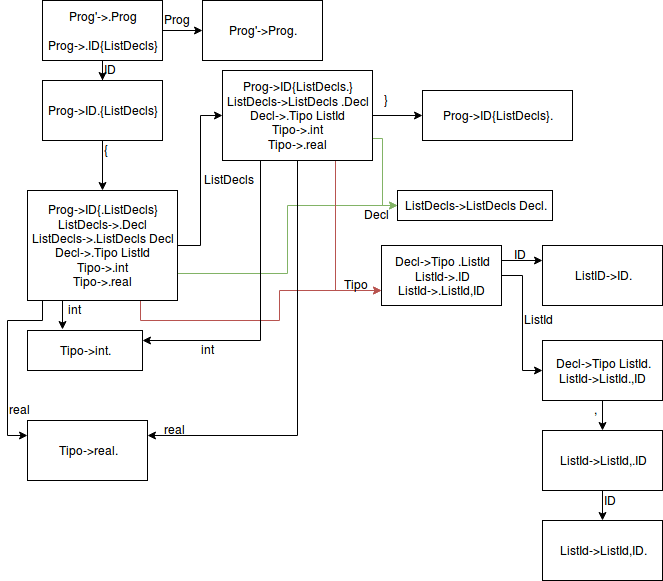 Prog'->.Prog
Prog->.ID{ListDecls}
Prog
Prog'->Prog.
ID
Prog->ID.{ListDecls}
{
Prog->ID{ListDecls.}
ListDecls->ListDecls .Decl
Decl->.Tipo ListId
Tipo->.int
Tipo->.real
}
Prog->ID{ListDecls}.
ListDecls
Prog->ID{.ListDecls}
ListDecls->.Decl
ListDecls->.ListDecls Decl
Decl->.Tipo ListId
Tipo->.int
Tipo->.real
Decl
ListDecls->ListDecls Decl.
Tipo
Decl->Tipo .ListId
ListId->.ID
ListId->.ListId,ID
ID
ListID->ID.
int
Tipo->int.
int
ListId
Decl->Tipo ListId.
ListId->ListId.,ID
real
Tipo->real.
real
,
ListId->ListId,.ID
ID
ListId->ListId,ID.